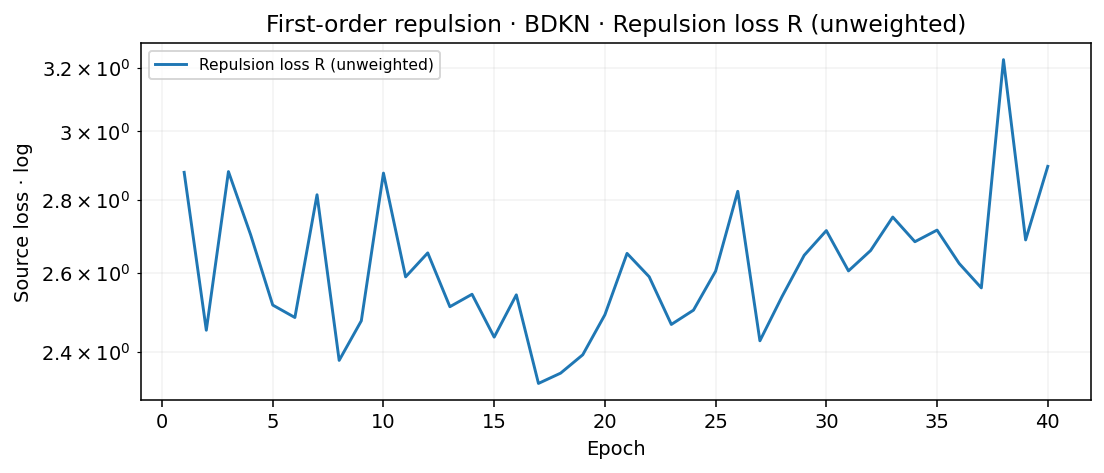 First-order repulsion · BDKN · Repulsion loss R (unweighted)
Repulsion loss R (unweighted)
Source loss · log
3.2 × 10⁰
3 × 10⁰
2.8 × 10⁰
2.6 × 10⁰
2.4 × 10⁰
0 5 10 15 20 25 30 35 40
Epoch